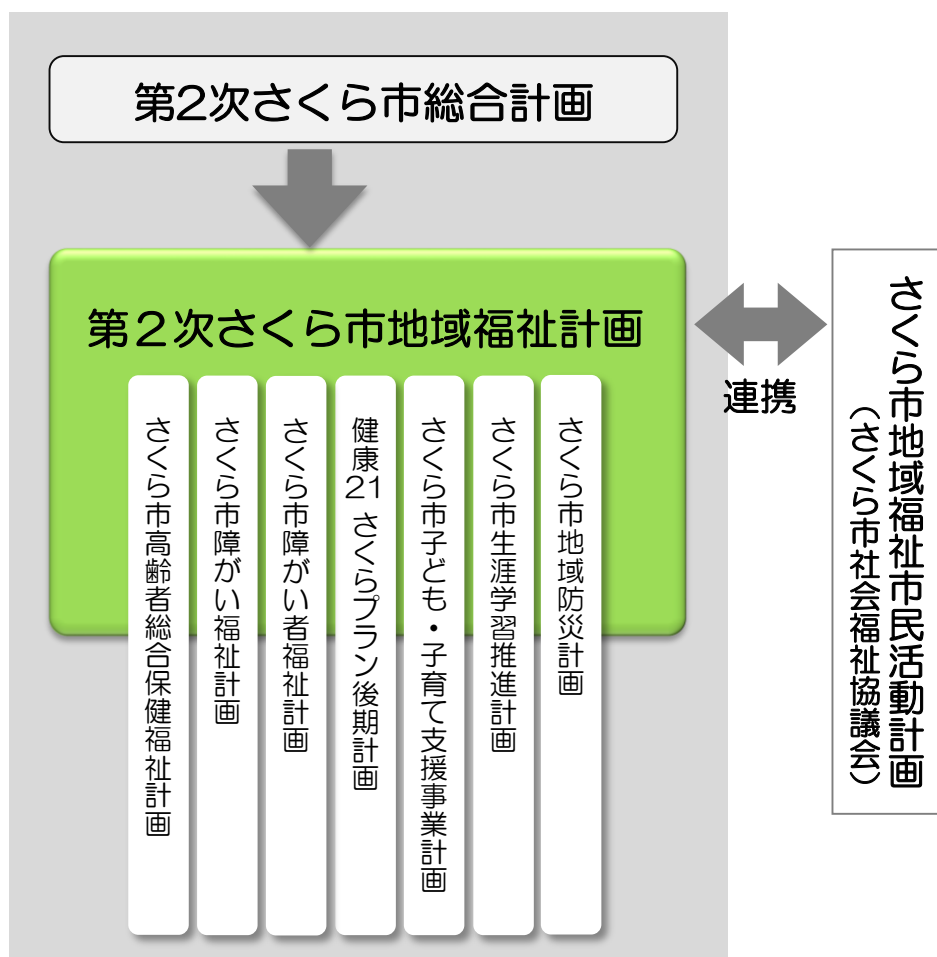 第2次さくら市総合計画
第２次さくら市地域福祉計画
連携
さくら市高齢者総合保健福祉計画
さくら市障がい福祉計画
さくら市障がい者福祉計画
健康21 さくらプラン後期計画
さくら市子ども・子育て支援事業計画
さくら市生涯学習推進計画
さくら市地域防災計画
さくら市地域福祉市民活動計画
（さくら市社会福祉協議会）